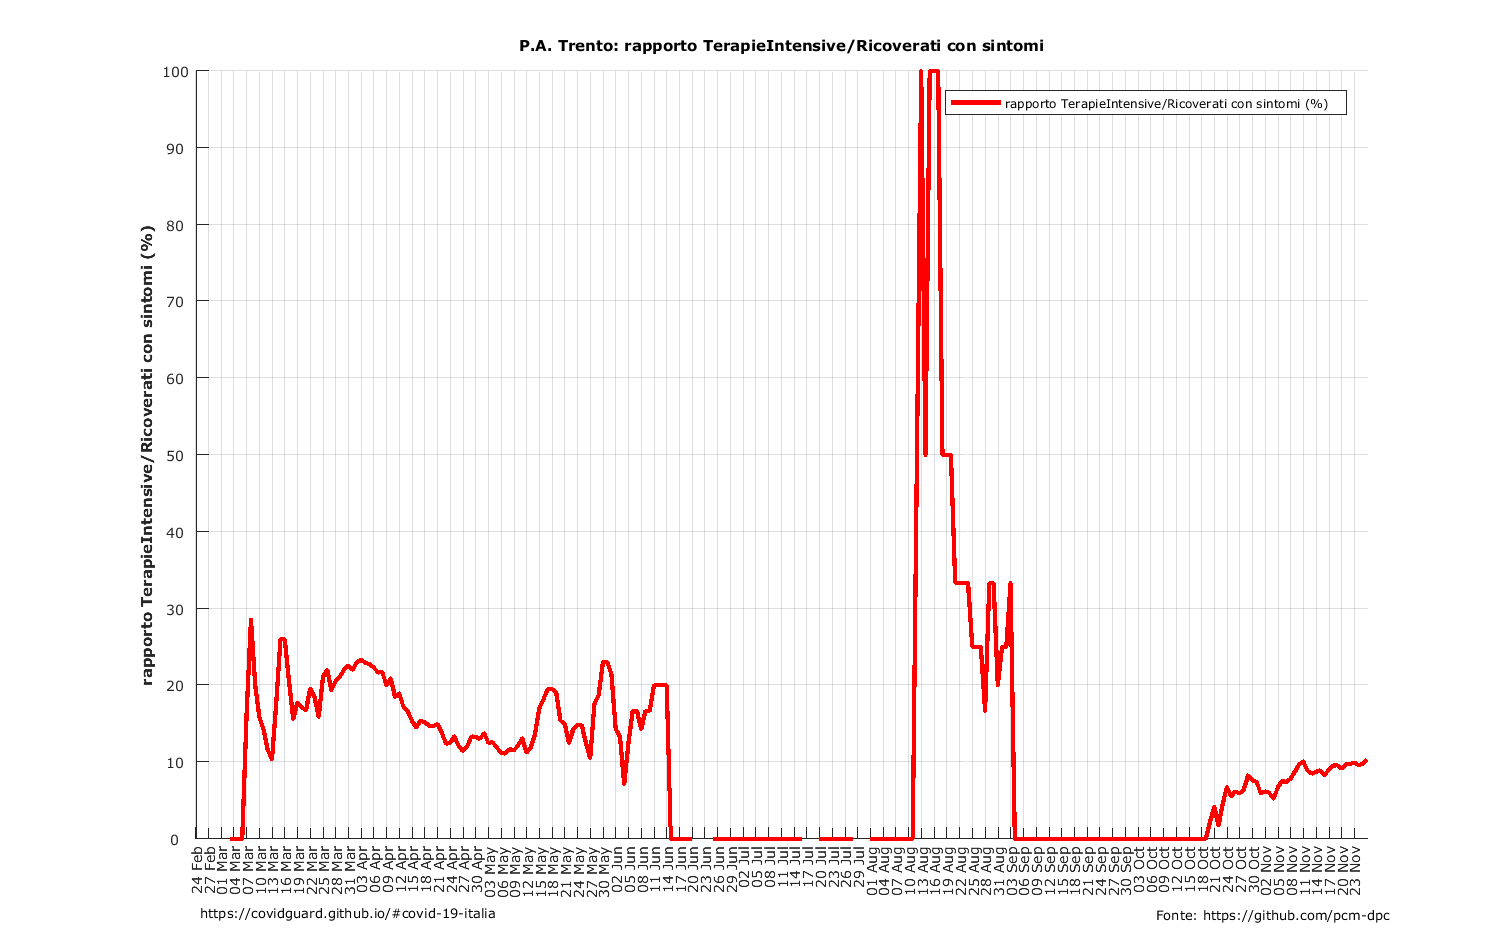 P.A. Trento: rapporto TerapieIntensive/Ricoverati con sintomi
rapporto TerapieIntensive/Ricoverati con sintomi (%)
rapporto TerapieIntensive/Ricoverati con sintomi (%)
100
90
80
70
60
50
40
30
20
10
0
24 Feb
27 Feb
01 Mar
04 Mar
07 Mar
10 Mar
13 Mar
16 Mar
19 Mar
22 Mar
25 Mar
28 Mar
31 Mar
03 Apr
06 Apr
09 Apr
12 Apr
15 Apr
18 Apr
21 Apr
24 Apr
27 Apr
30 Apr
03 May
06 May
09 May
12 May
15 May
18 May
21 May
24 May
27 May
30 May
02 Jun
05 Jun
08 Jun
11 Jun
14 Jun
17 Jun
20 Jun
23 Jun
26 Jun
29 Jun
02 Jul
05 Jul
08 Jul
11 Jul
14 Jul
17 Jul
20 Jul
23 Jul
26 Jul
29 Jul
01 Aug
04 Aug
07 Aug
10 Aug
13 Aug
16 Aug
19 Aug
22 Aug
25 Aug
28 Aug
31 Aug
03 Sep
06 Sep
09 Sep
12 Sep
15 Sep
18 Sep
21 Sep
24 Sep
27 Sep
30 Sep
03 Oct
06 Oct
09 Oct
12 Oct
15 Oct
18 Oct
21 Oct
24 Oct
27 Oct
30 Oct
02 Nov
05 Nov
08 Nov
11 Nov
14 Nov
17 Nov
20 Nov
23 Nov
https://covidguard.github.io/#covid-19-italia
Fonte: https://github.com/pcm-dpc